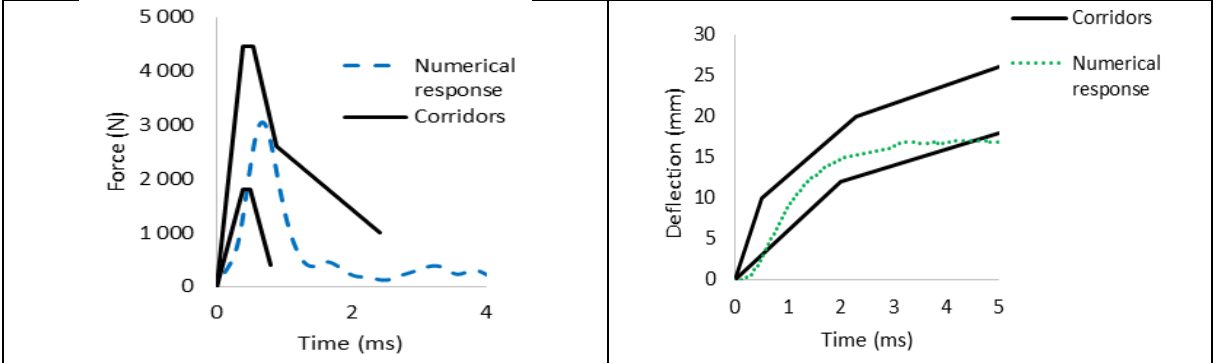 5 000
4 000
3 000
2 000
1 000
0
Force (N)
0
2
4
Time (ms)
Numerical
response
Corridors
30
25
20
15
10
5
0
Deflection (mm)
0
1
2
3
4
5
Time (ms)
Corridors
Numerical
response